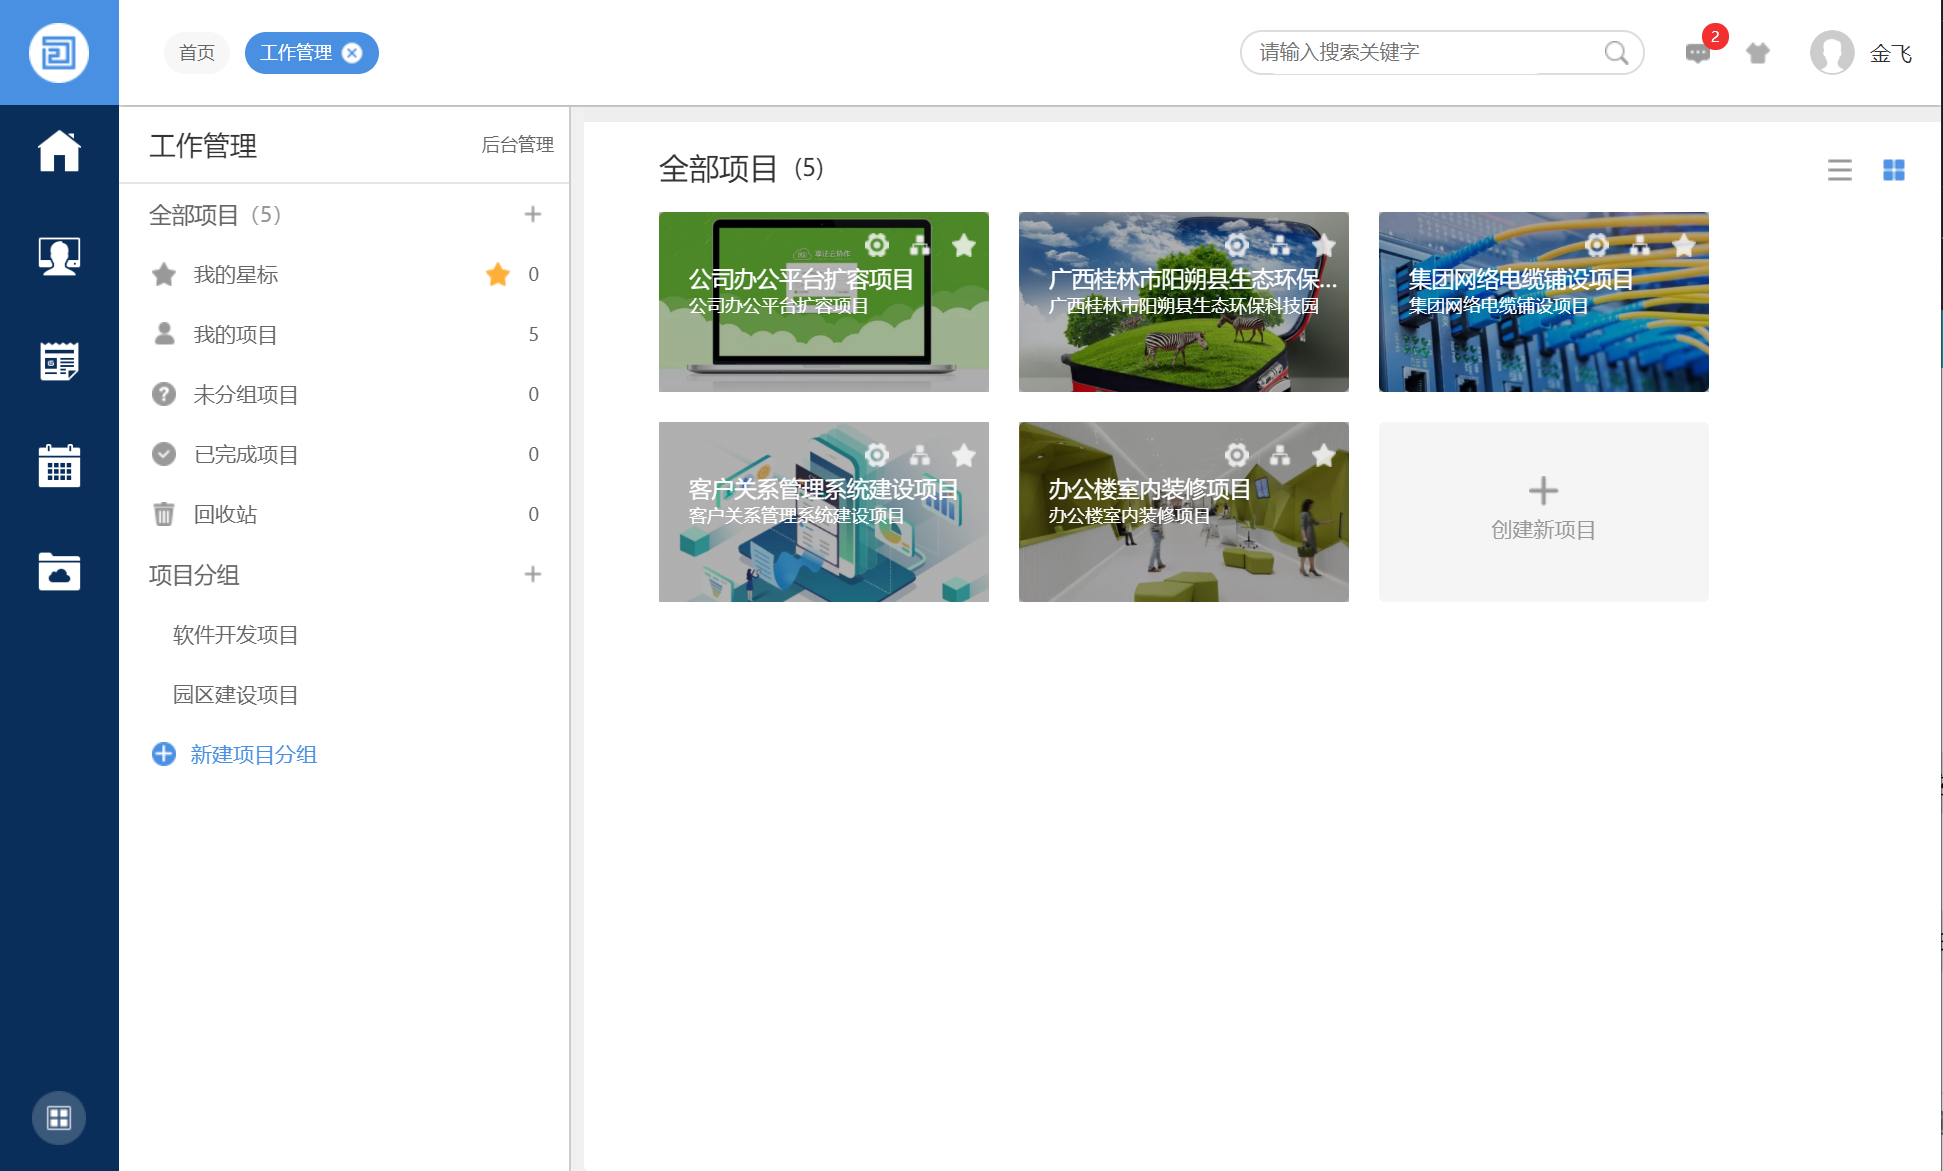 首页
工作管理
请输入搜索关键字
2
金飞
工作管理
后台管理
全部项目（5）
我的星标
0
我的项目
5
未分组项目
0
已完成项目
0
回收站
0
项目分组
软件开发项目
园区建设项目
新建项目分组
全部项目（5）
公司办公平台扩容项目
公司办公平台扩容项目
广西桂林市阳朔县生态环保...
广西桂林市阳朔县生态环保科技园
集团网络电缆铺设项目
集团网络电缆铺设项目
客户关系管理系统建设项目
客户关系管理系统建设项目
办公楼室内装修项目
办公楼室内装修项目
创建新项目